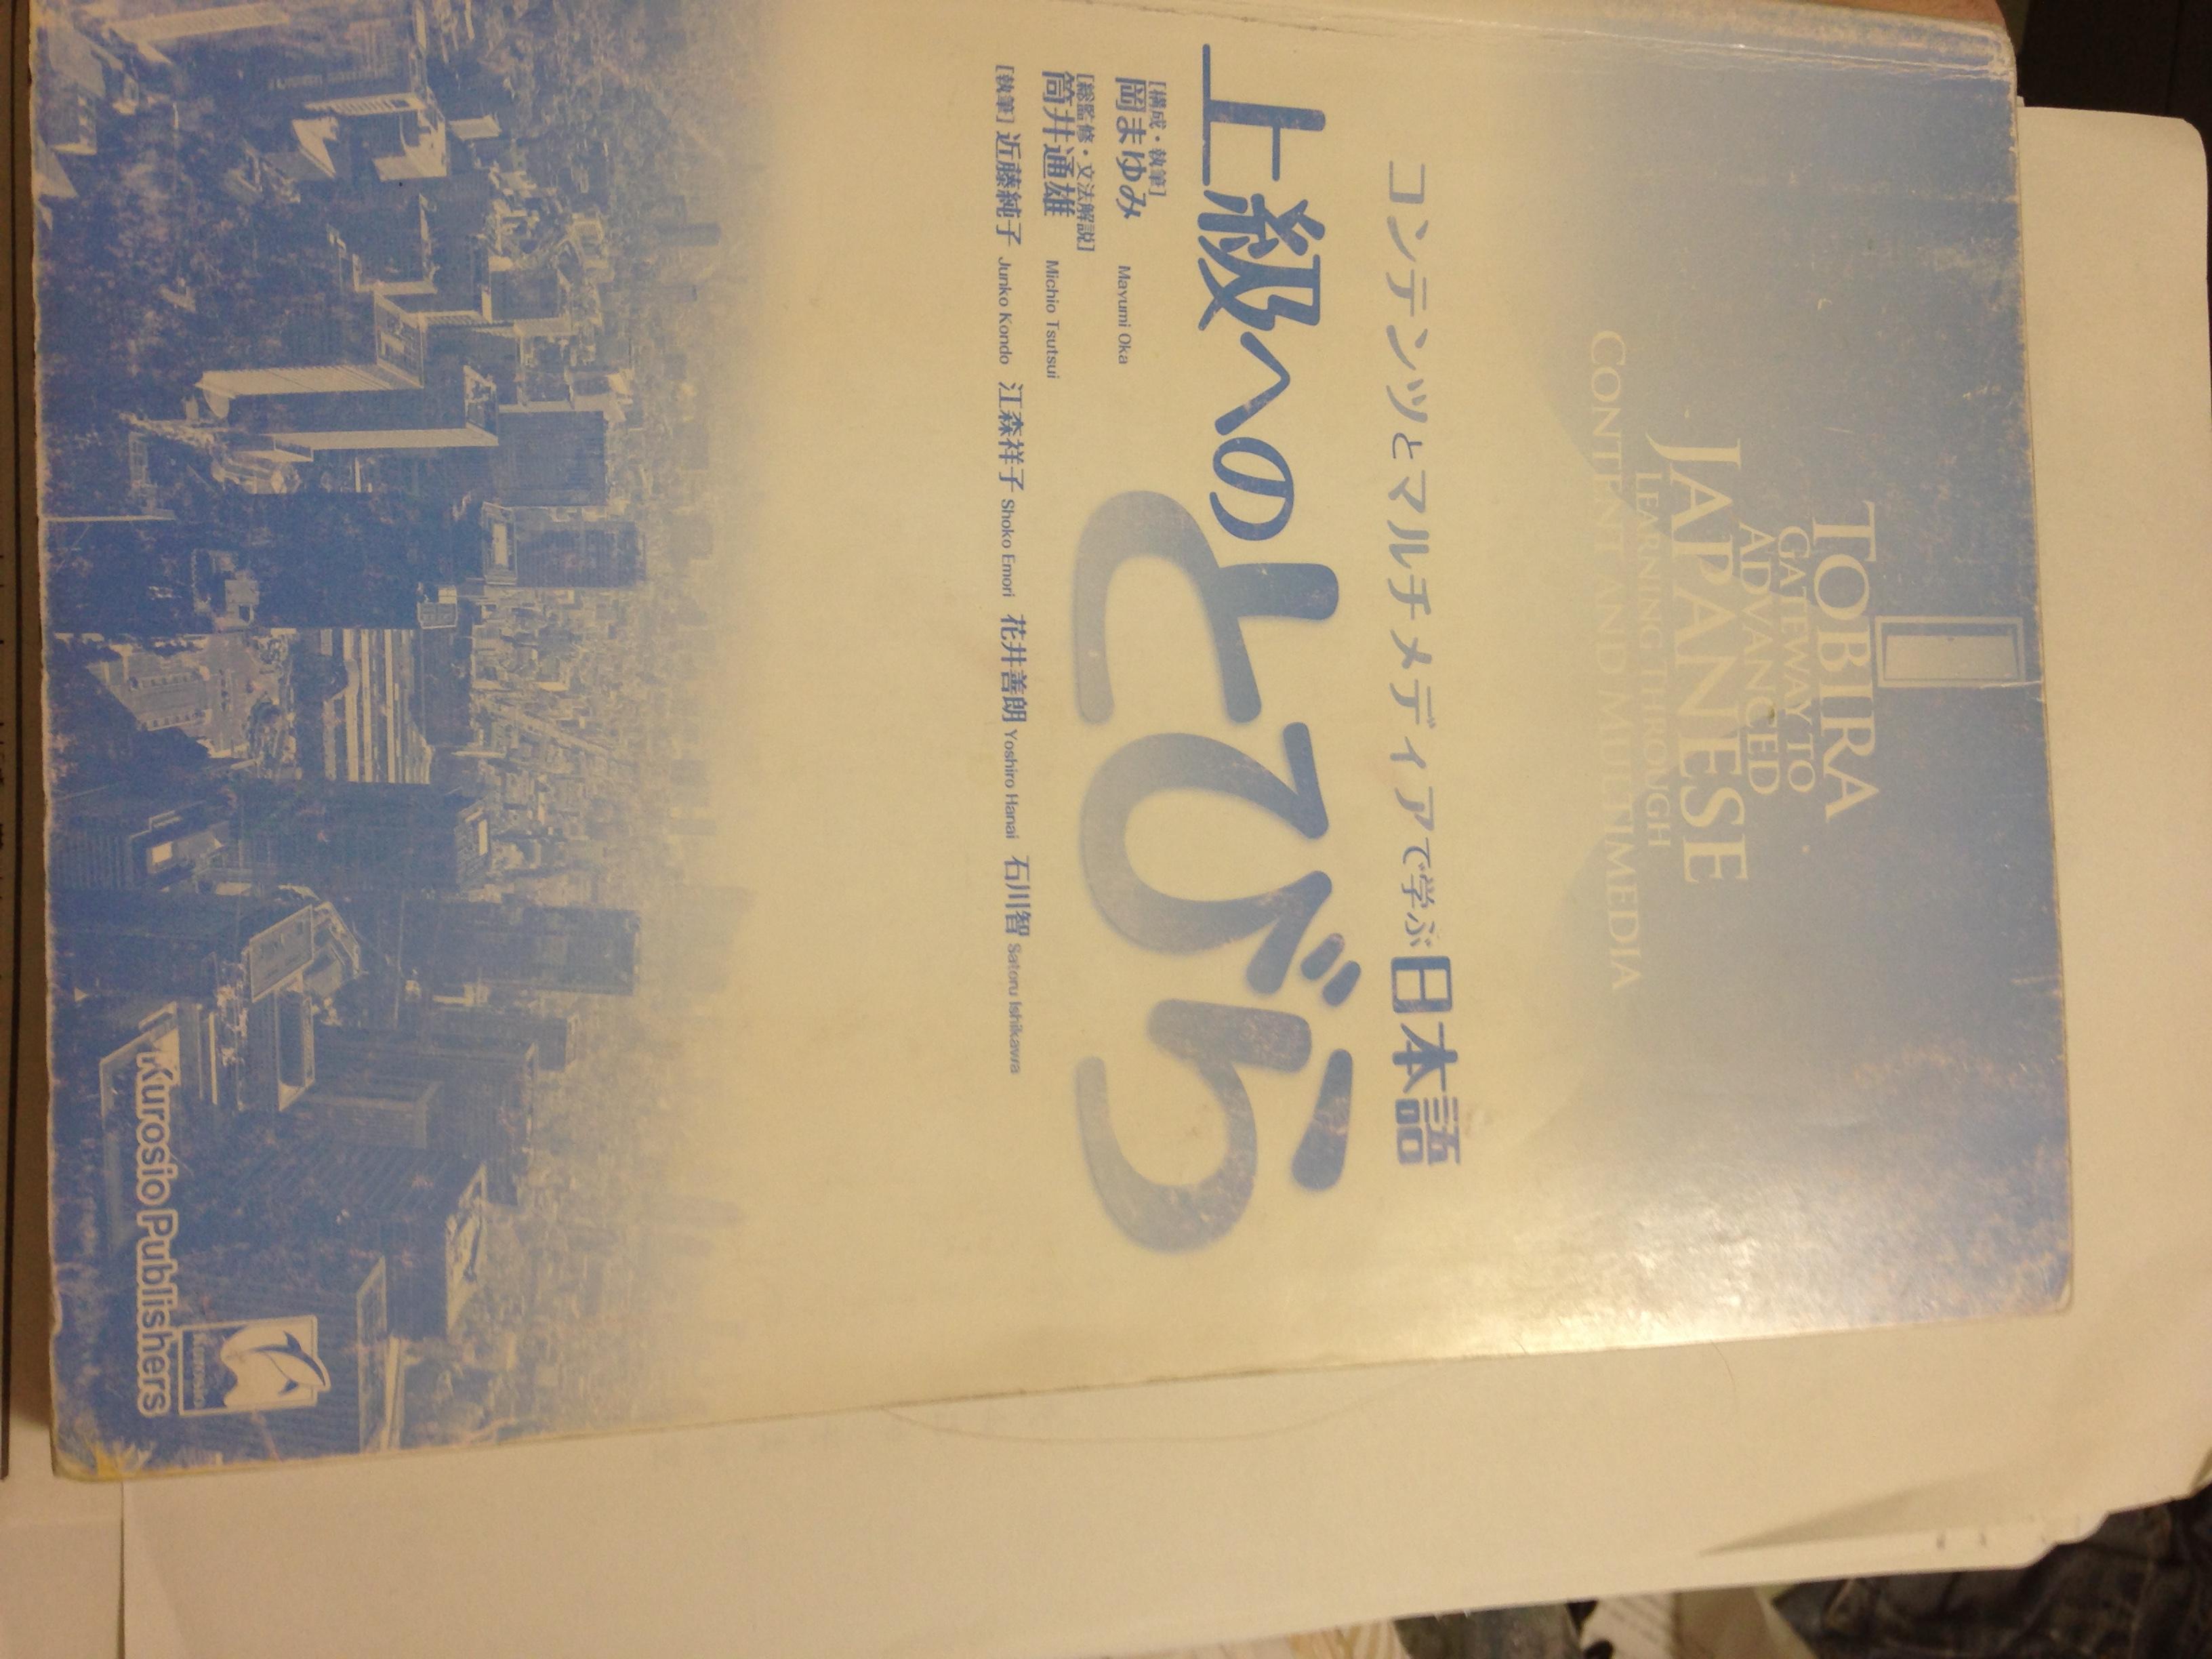 TOBIRA
GATEWAY TO
ADVANCED
JAPANESE
LEARNING THROUGH
CONTENT AND MULTIMEDIA
コンテンツとマルチメディアで学ぶ日本語
上級へのとびら
[構成・執筆]
岡まゆみ Mayumi Oka
[総監修・文法解説]
筒井通雄 Michio Tsutsui
[執筆] 近藤純子 Junko Kondo 江森祥子 Shoko Emori 花井善朗 Yoshiro Hanai 石川智 Satoru Ishikawa
Kurosio
Kurosio Publishers